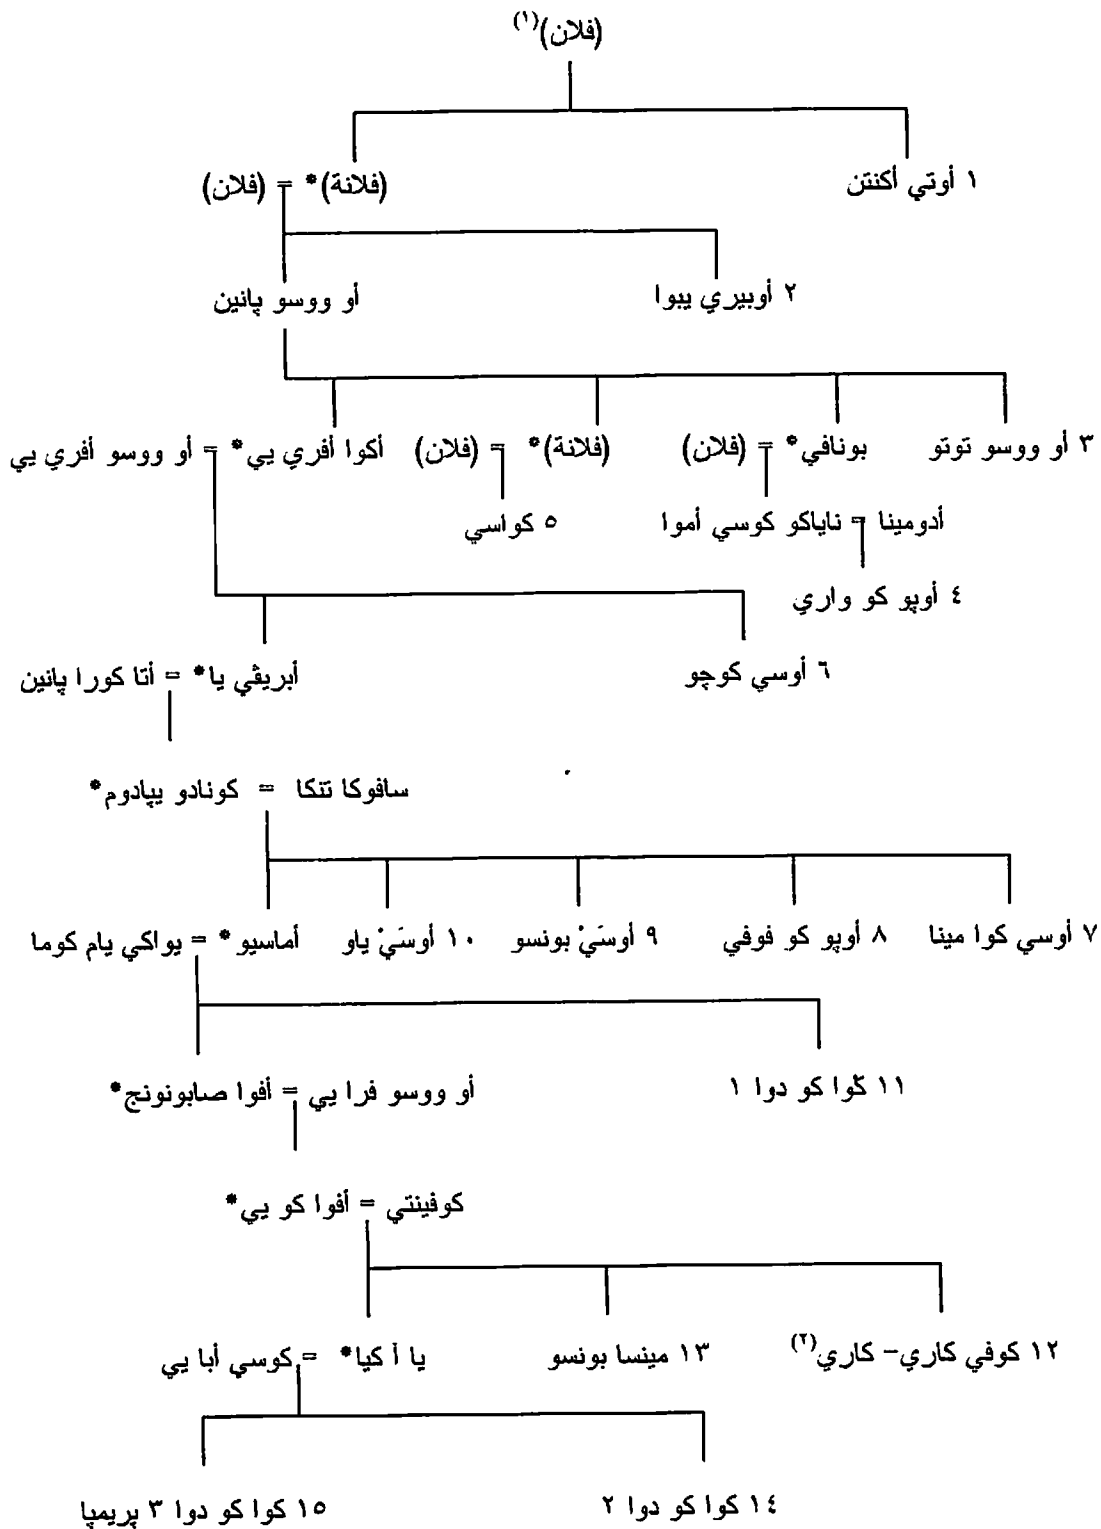 (فلان)(١)
١ أوتي أكنتن (فلانة)* = (فلان)
٢ أوبيري يبوا أو ووسو پانين
٣ أو ووسو توتو بونافي* = (فلان) (فلانة)* = (فلان) أكوا أفري يي* = أو ووسو أفري يي
أدومينا = ناياكو كوسي أموا ٥ كواسي
٤ أوپو كو واري
٦ أوسي كوچو أبريڤي يا* = أتا كورا پانين
سافوكا تنكا = كونادو يپادوم*
٧ أوسي كوا مينا ٨ أوپو كو فوفي ٩ أوسَيْ بونسو ١٠ أوسَيْ ياو أماسيو* = يواكي يام كوما
١١ كوا كو دوا ١ أو ووسو فرا يي = أفوا صابونونج*
كوفينتي = أفوا كو يي*
١٢ كوفي كاري- كاري(٢) ١٣ مينسا بونسو يا أ كيا* = كوسي أبا يي
١٤ كوا كو دوا ٢ ١٥ كوا كو دوا ٣ پريمپا